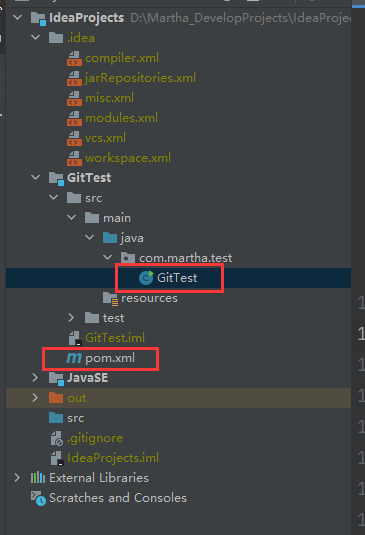 IdeaProjects D:\Martha_DevelopProjects\IdeaProjec
.idea
compiler.xml
jarRepositories.xml
misc.xml
modules.xml
vcs.xml
workspace.xml
GitTest
src
main
java
com.martha.test
GitTest
resources
test
GitTest.iml
pom.xml
JavaSE
out
src
.gitignore
IdeaProjects.iml
External Libraries
Scratches and Consoles